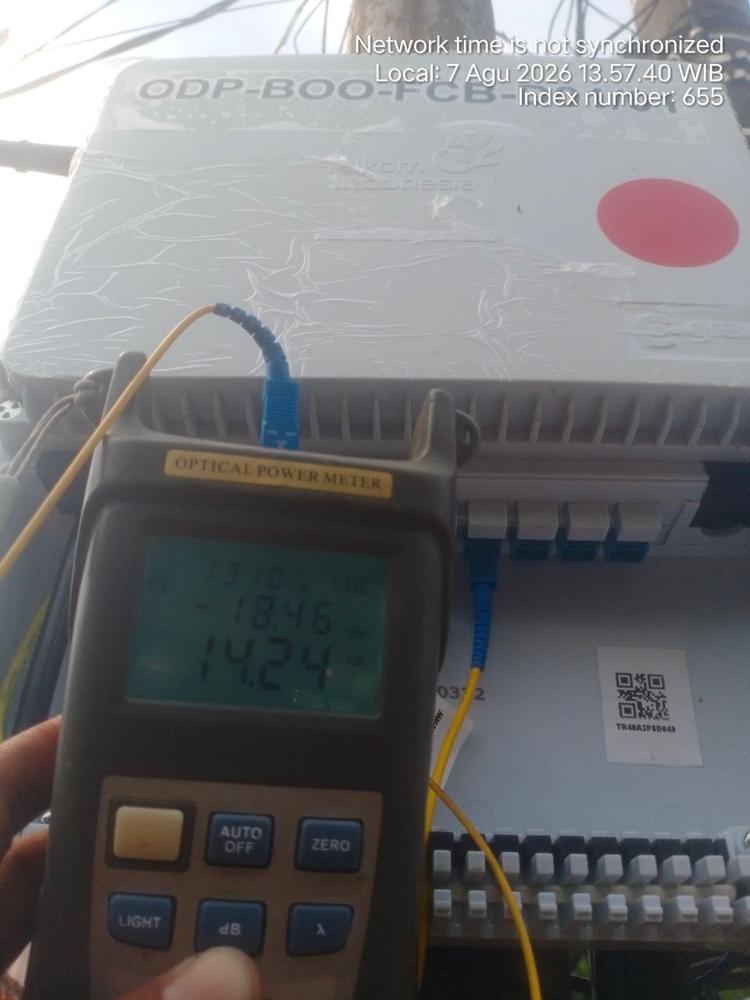 Network time is not synchronized
Local: 7 Agu 2026 13.57.40 WIB
Index number: 655
ODP-BOO-FCB-
Indonesia
OPTICAL POWER METER
1310
-18.46
14.24
TR48A3P8D849
AUTO
OFF
ZERO
LIGHT
dB
λ